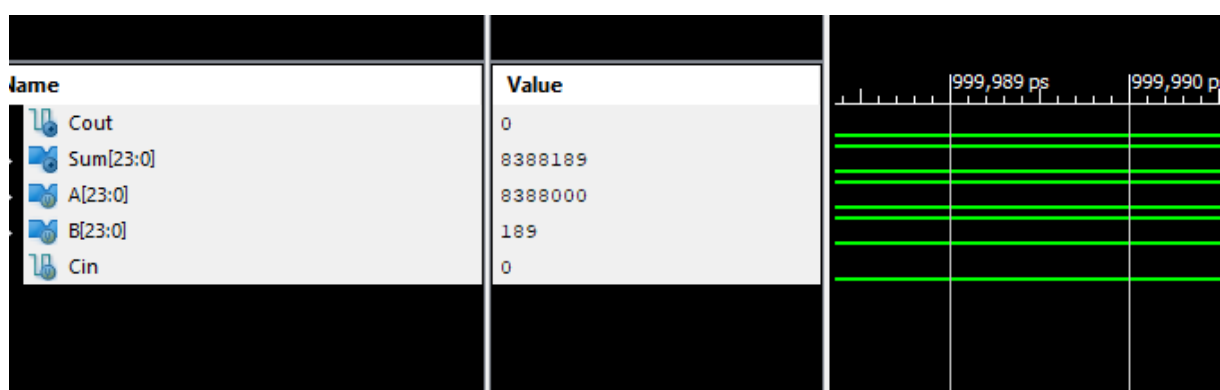 Name Value
999,989 ps 999,990 p
Cout 0
Sum[23:0] 8388189
A[23:0] 8388000
B[23:0] 189
Cin 0